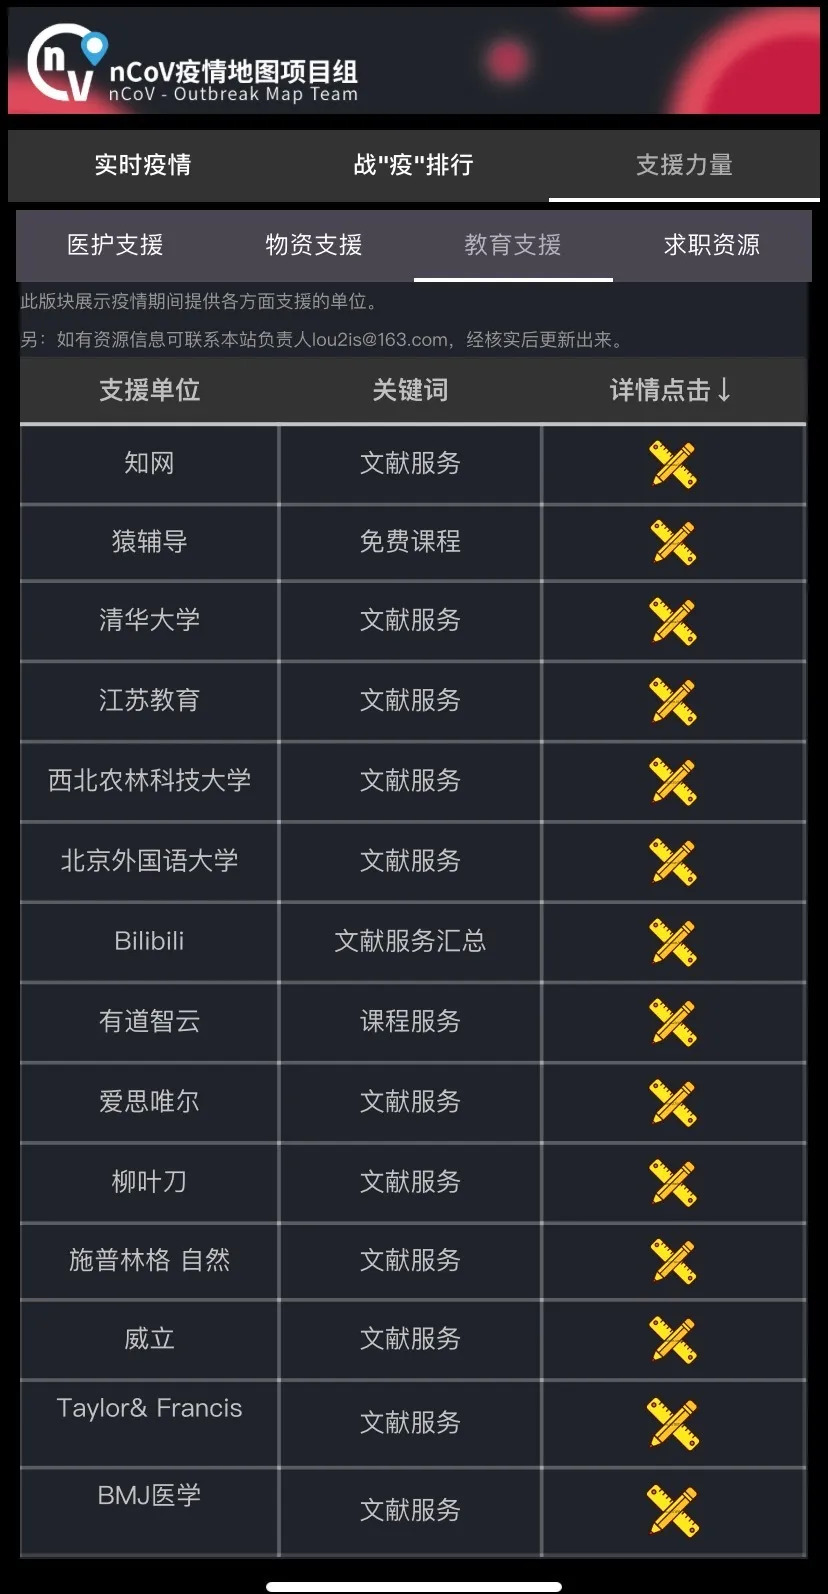 nCoV疫情地图项目组
nCoV - Outbreak Map Team
实时疫情 战"疫"排行 支援力量
医护支援 物资支援 教育支援 求职资源
此版块展示疫情期间提供各方面支援的单位。
另：如有资源信息可联系本站负责人lou2is@163.com，经核实后更新出来。
支援单位 关键词 详情点击↓
知网 文献服务
猿辅导 免费课程
清华大学 文献服务
江苏教育 文献服务
西北农林科技大学 文献服务
北京外国语大学 文献服务
Bilibili 文献服务汇总
有道智云 课程服务
爱思唯尔 文献服务
柳叶刀 文献服务
施普林格 自然 文献服务
威立 文献服务
Taylor& Francis 文献服务
BMJ医学 文献服务